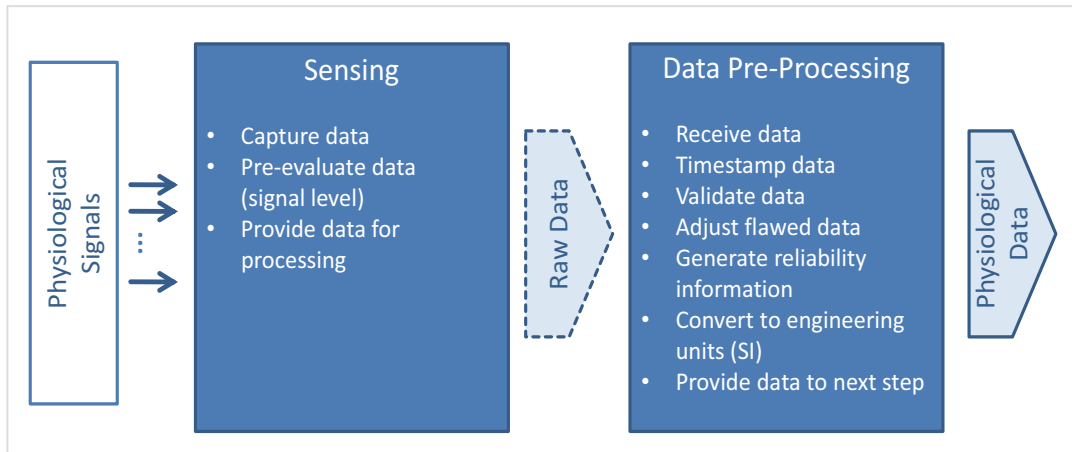 Physiological
Signals
...
Sensing
• Capture data
• Pre-evaluate data
(signal level)
• Provide data for
processing
Raw Data
Data Pre-Processing
• Receive data
• Timestamp data
• Validate data
• Adjust flawed data
• Generate reliability
information
• Convert to engineering
units (SI)
• Provide data to next step
Physiological
Data